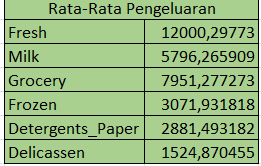 Rata-Rata Pengeluaran
Fresh 12000,29773
Milk 5796,265909
Grocery 7951,277273
Frozen 3071,931818
Detergents_Paper 2881,493182
Delicassen 1524,870455